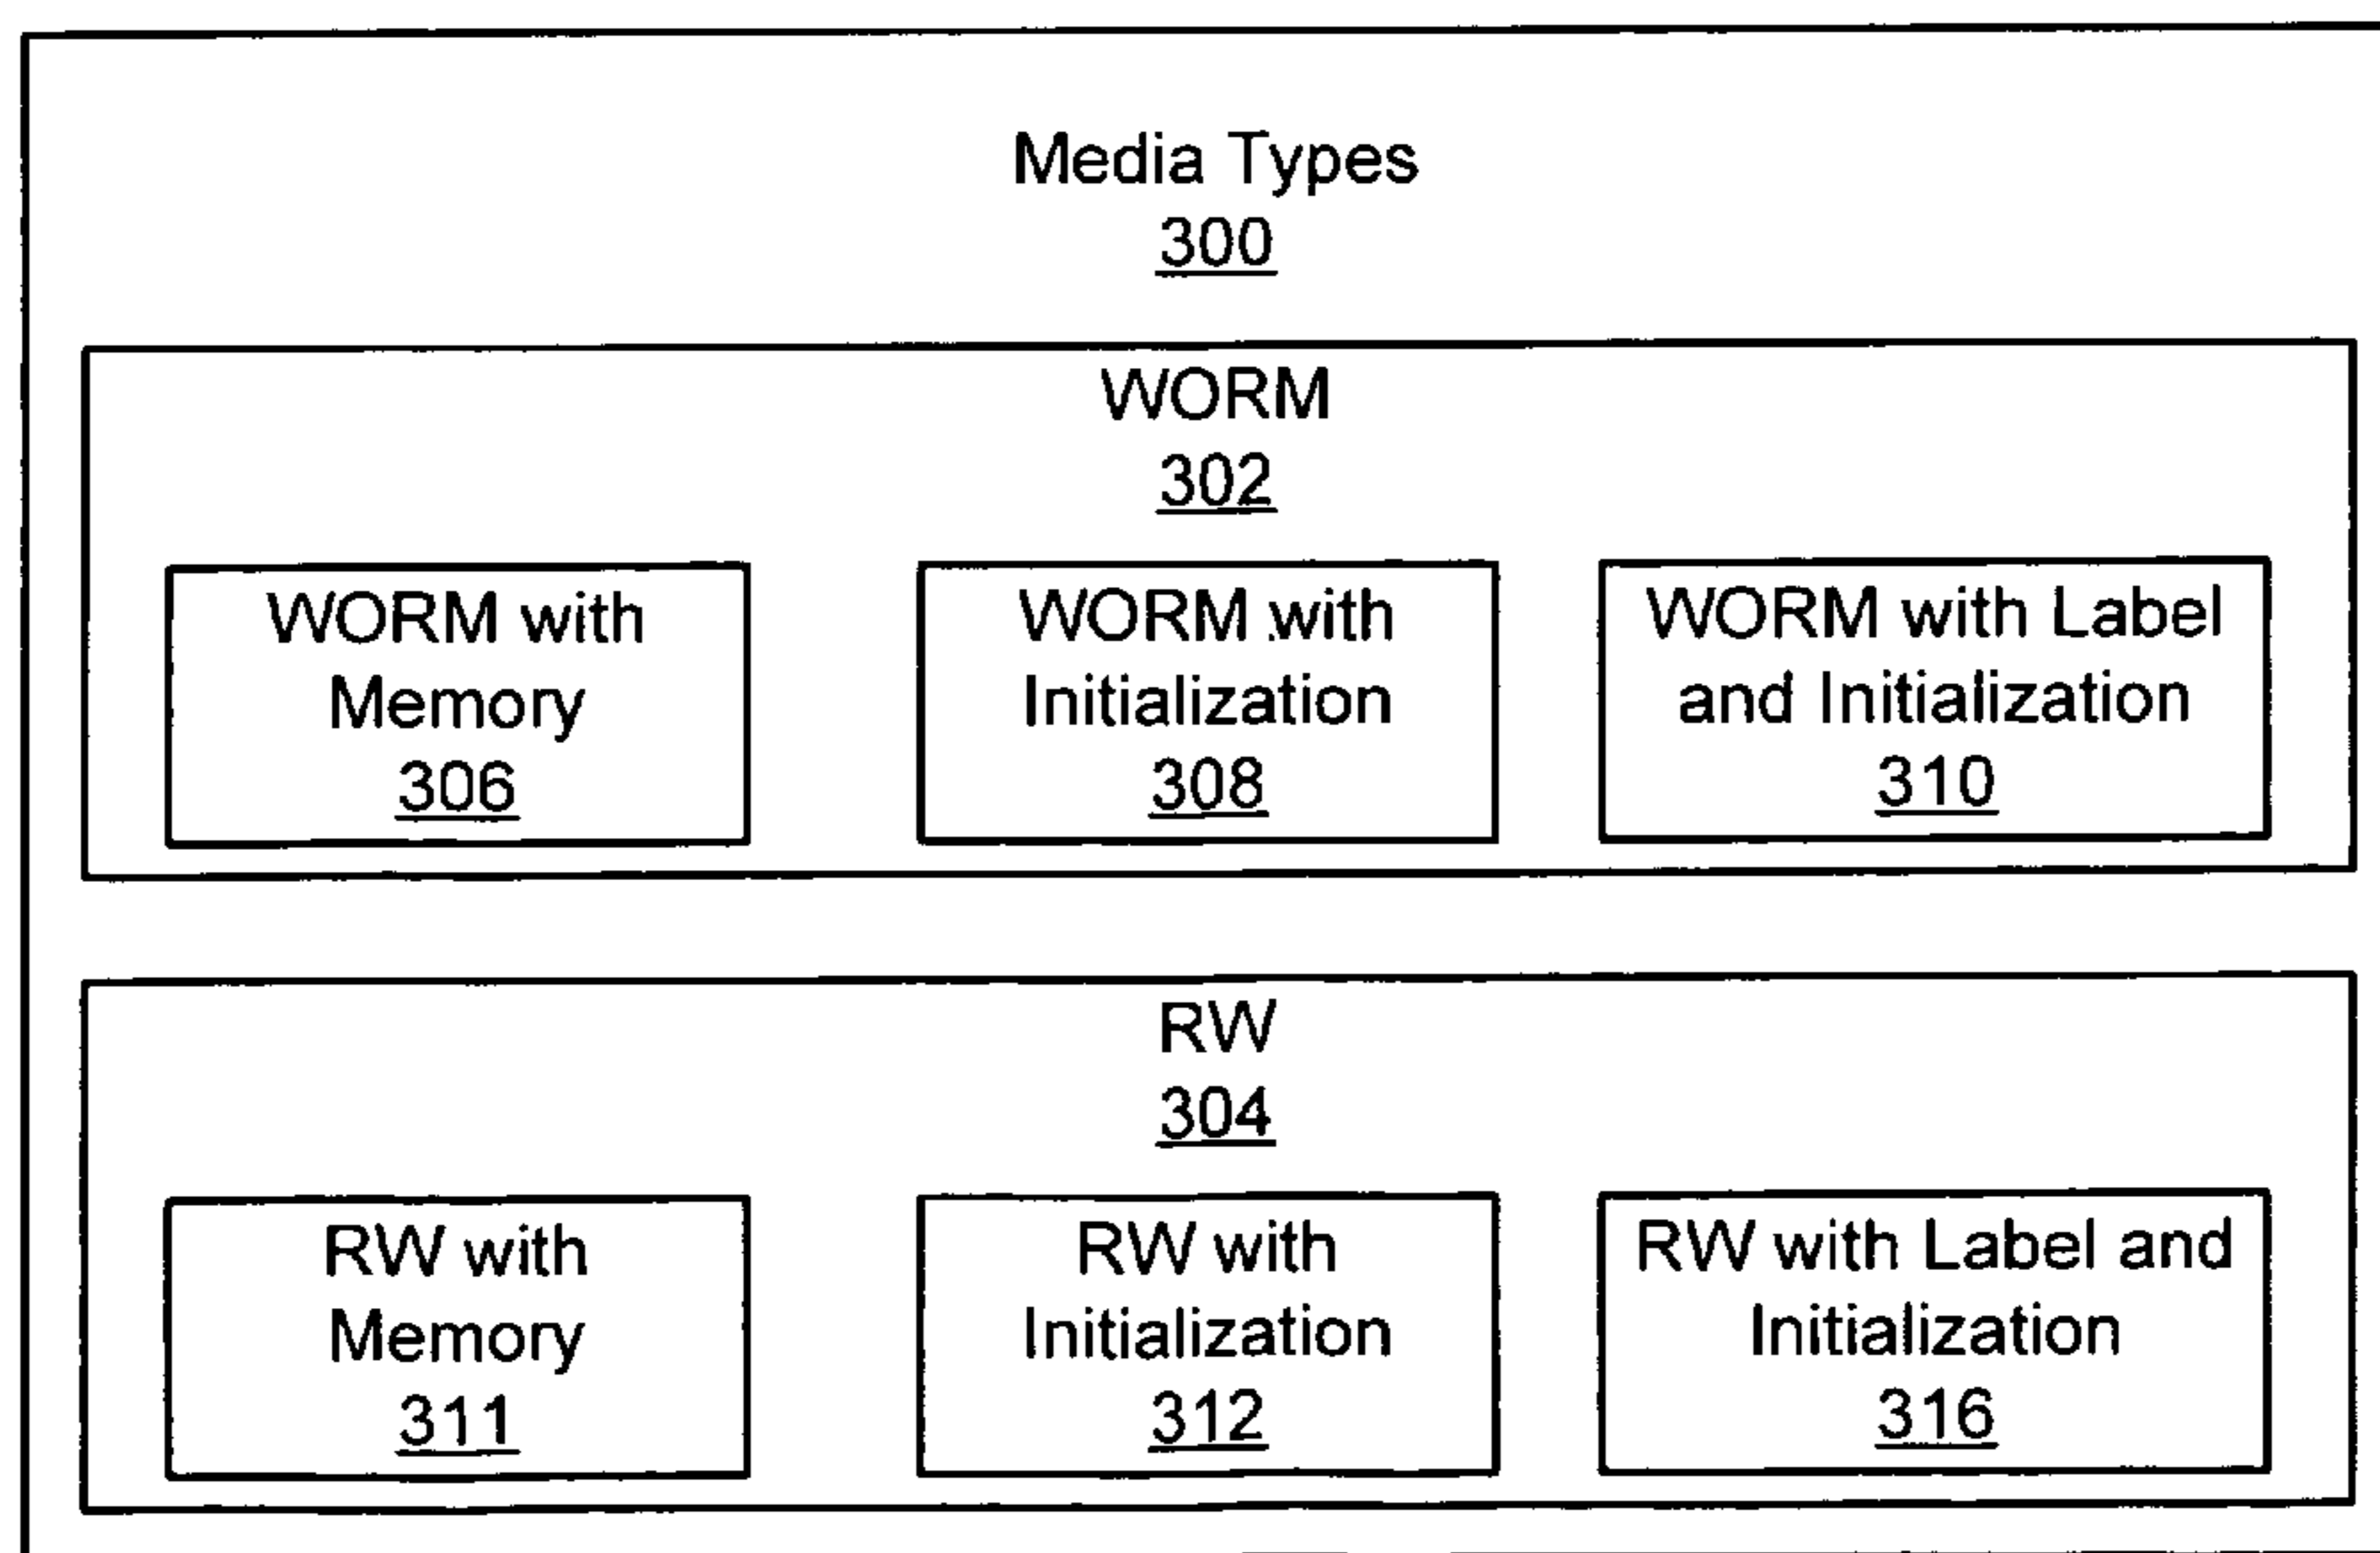 Media Types
300
WORM
302
WORM with
Memory
306
WORM with
Initialization
308
WORM with Label
and Initialization
310
RW
304
RW with
Memory
311
RW with
Initialization
312
RW with Label and
Initialization
316